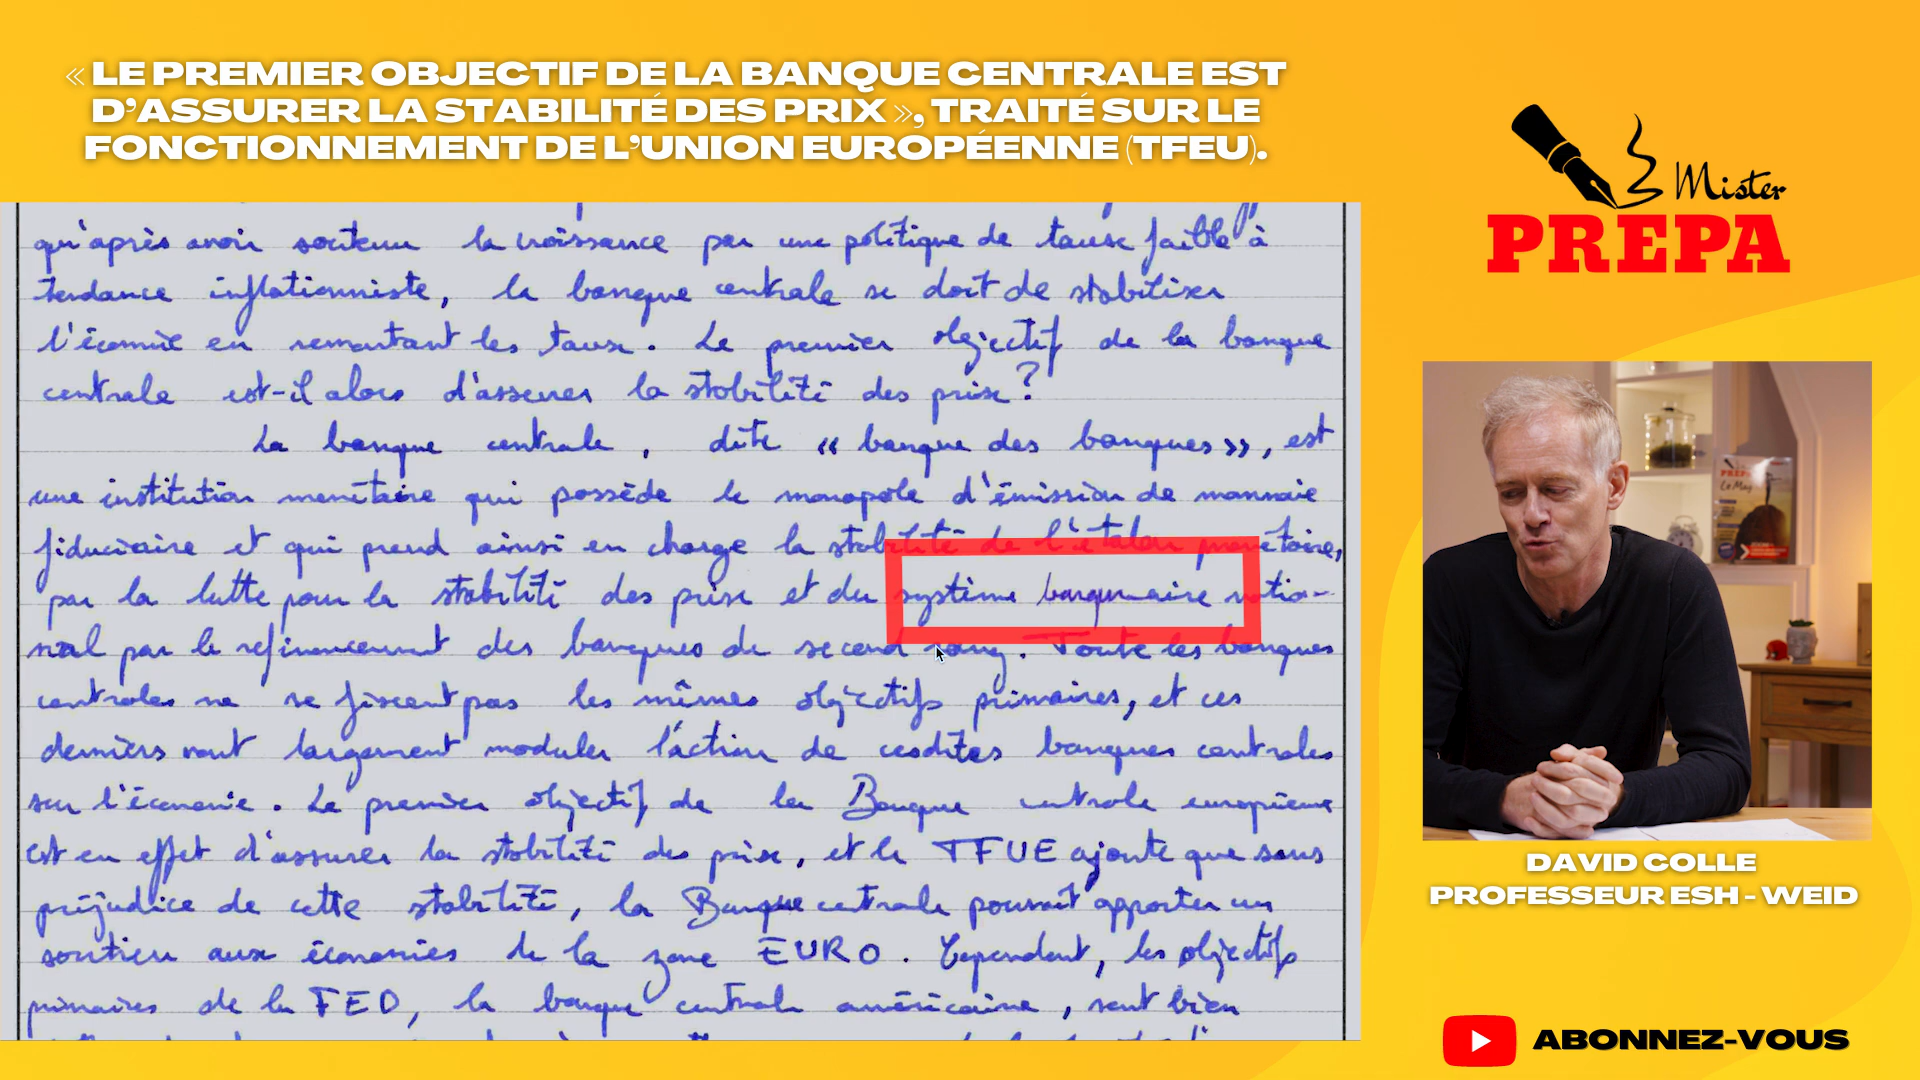 « LE PREMIER OBJECTIF DE LA BANQUE CENTRALE EST
D'ASSURER LA STABILITÉ DES PRIX », TRAITÉ SUR LE
FONCTIONNEMENT DE L'UNION EUROPÉENNE (TFEU).
qu'après avoir soutenu la croissance par une politique de taux faible à
tendance inflationniste, la banque centrale se doit de stabiliser
l'économie en remontant les taux. Le premier objectif de la banque
centrale est-il alors d'assurer la stabilité des prix ?
La banque centrale, dite « banque des banques », est
une institution monétaire qui possède le monopole d'émission de monnaie
fiduciaire et qui prend ainsi en charge la stabilité de l'étalon monétaire,
par la lutte pour la stabilité des prix et du système banquaire natio-
nal par le refinancement des banques de second rang. Toute les banques
centrales ne se fixent pas les mêmes objectifs primaires, et ces
derniers vont largement moduler l'action de cesdites banques centrales
sur l'économie. Le premier objectif de la Banque centrale européenne
est en effet d'assurer la stabilité des prix, et le TFUE ajoute que sans
préjudice de cette stabilité, la Banque centrale pourrait apporter un
soutien aux économies de la zone EURO. Cependant, les objectifs
primaires de la FED, la banque centrale américaine, sont bien
Mister
PREPA
DAVID COLLE
PROFESSEUR ESH - WEID
ABONNEZ-VOUS